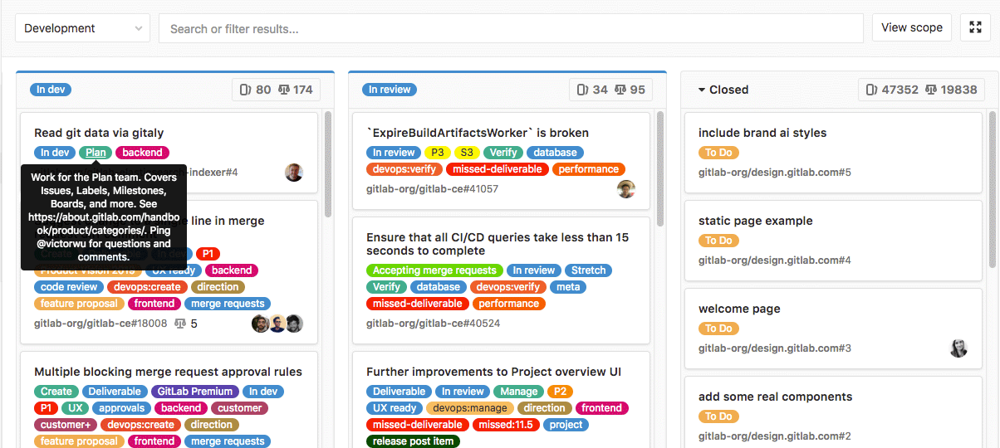 Development
Search or filter results...
View scope
In dev
80 174
Read git data via gitaly
In dev Plan backend
-indexer#4
Work for the Plan team. Covers
Issues, Labels, Milestones,
Boards, and more. See
https://about.gitlab.com/handbo
ok/product/categories/. Ping
@victorwu for questions and
comments.
line in merge
P1
UX ready backend
code review devops:create direction
feature proposal frontend merge requests
gitlab-org/gitlab-ce#18008 5
Multiple blocking merge request approval rules
Create Deliverable GitLab Premium In dev
P1 UX approvals backend customer
customer+ devops:create direction
feature proposal frontend merge requests
In review
34 95
`ExpireBuildArtifactsWorker` is broken
In review P3 S3 Verify database
devops:verify missed-deliverable performance
gitlab-org/gitlab-ce#41057
Ensure that all CI/CD queries take less than 15
seconds to complete
Accepting merge requests In review Stretch
Verify database devops:verify meta
missed-deliverable performance
gitlab-org/gitlab-ce#40524
Further improvements to Project overview UI
Deliverable In review Manage P2
UX ready devops:manage direction frontend
missed-deliverable missed:11.5 project
release post item
Closed
47352 19838
include brand ai styles
To Do
gitlab-org/design.gitlab.com#5
static page example
To Do
gitlab-org/design.gitlab.com#4
welcome page
To Do
gitlab-org/design.gitlab.com#3
add some real components
To Do
gitlab-org/design.gitlab.com#2